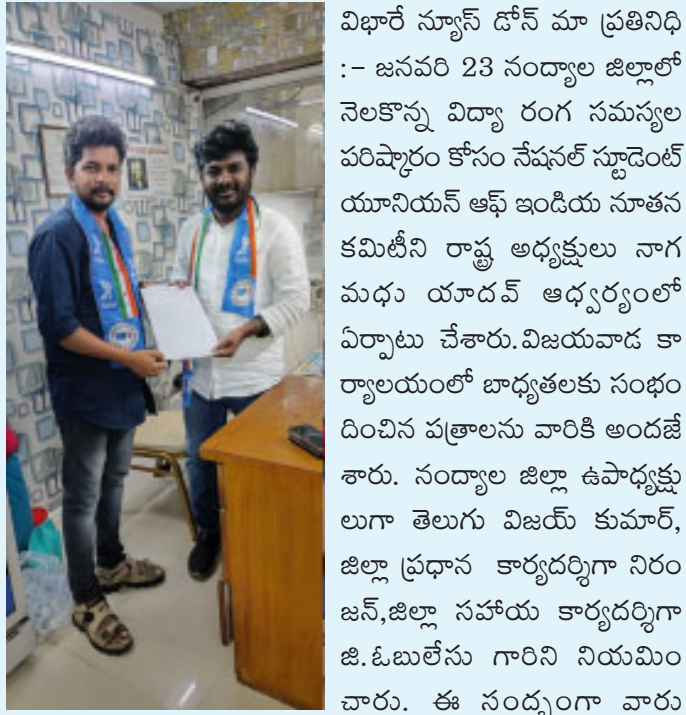 విభారే న్యూస్ డోన్ మా ప్రతినిధి
:- జనవరి 23 నంద్యాల జిల్లాలో
నెలకొన్న విద్యా రంగ సమస్యల
పరిష్కారం కోసం నేషనల్ స్టూడెంట్
యూనియన్ ఆఫ్ ఇండియ నూతన
కమిటీని రాష్ట్ర అధ్యక్షులు నాగ
మధు యాదవ్ ఆధ్వర్యంలో
ఏర్పాటు చేశారు.విజయవాడ కా
ర్యాలయంలో బాధ్యతలకు సంభం
దించిన పత్రాలను వారికి అందజే
శారు. నంద్యాల జిల్లా ఉపాధ్యక్షు
లుగా తెలుగు విజయ్ కుమార్,
జిల్లా ప్రధాన కార్యదర్శిగా నిరం
జన్,జిల్లా సహాయ కార్యదర్శిగా
జి.ఓబులేసు గారిని నియమిం
చారు. ఈ సందర్భంగా వారు